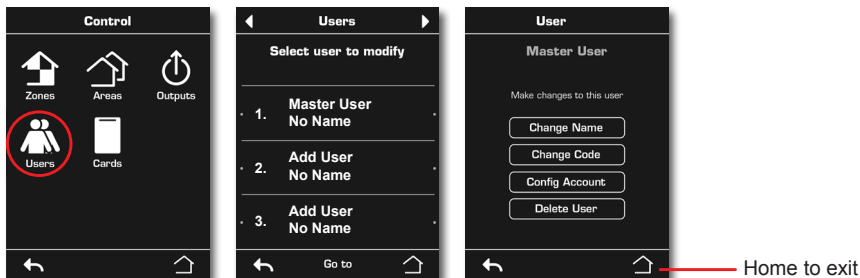 Control
Zones
Areas
Outputs
Users
Cards
Users
Select user to modify
1.
Master User
No Name
2.
Add User
No Name
3.
Add User
No Name
Go to
User
Master User
Make changes to this user
Change Name
Change Code
Config Account
Delete User
Home to exit